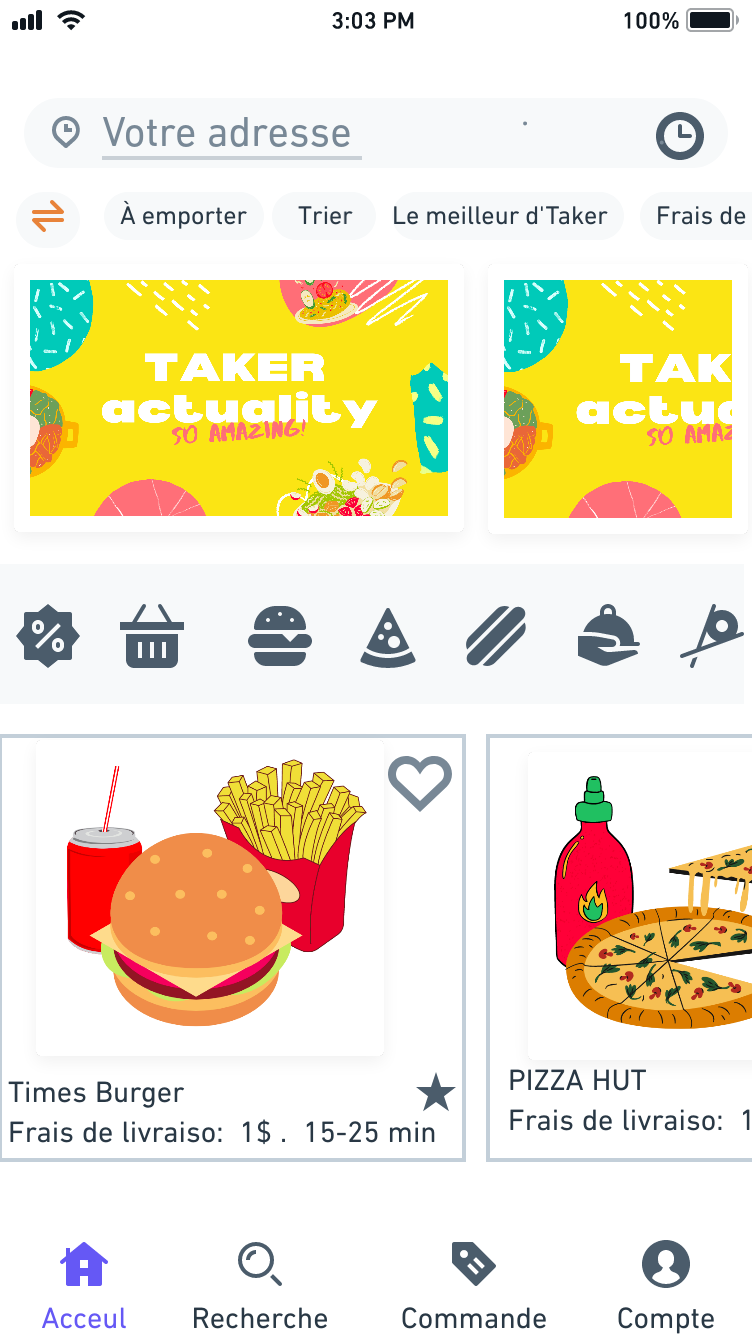 3:03 PM 100%
Votre adresse
À emporter Trier Le meilleur d'Taker Frais de
TAKER
actuality
SO AMAZING!
TAK
actuc
SO AMAZ
Times Burger
Frais de livraiso: 1$ . 15-25 min
PIZZA HUT
Frais de livraiso: 1
Acceul Recherche Commande Compte